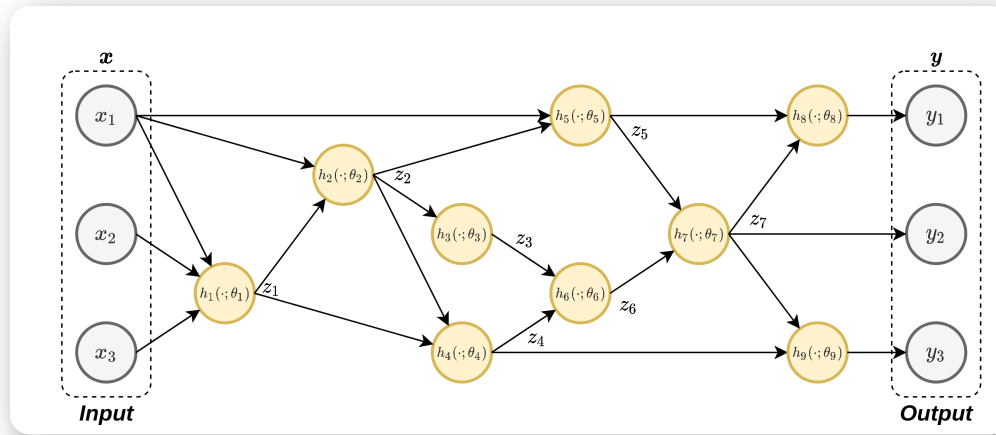 x y
x₁ h₅(·;θ₅) h₈(·;θ₈) y₁
z₅
h₂(·;θ₂) z₂
x₂ h₃(·;θ₃) z₃ h₇(·;θ₇) z₇ y₂
h₁(·;θ₁) z₁ h₆(·;θ₆) z₆
x₃ h₄(·;θ₄) z₄ h₉(·;θ₉) y₃
Input Output